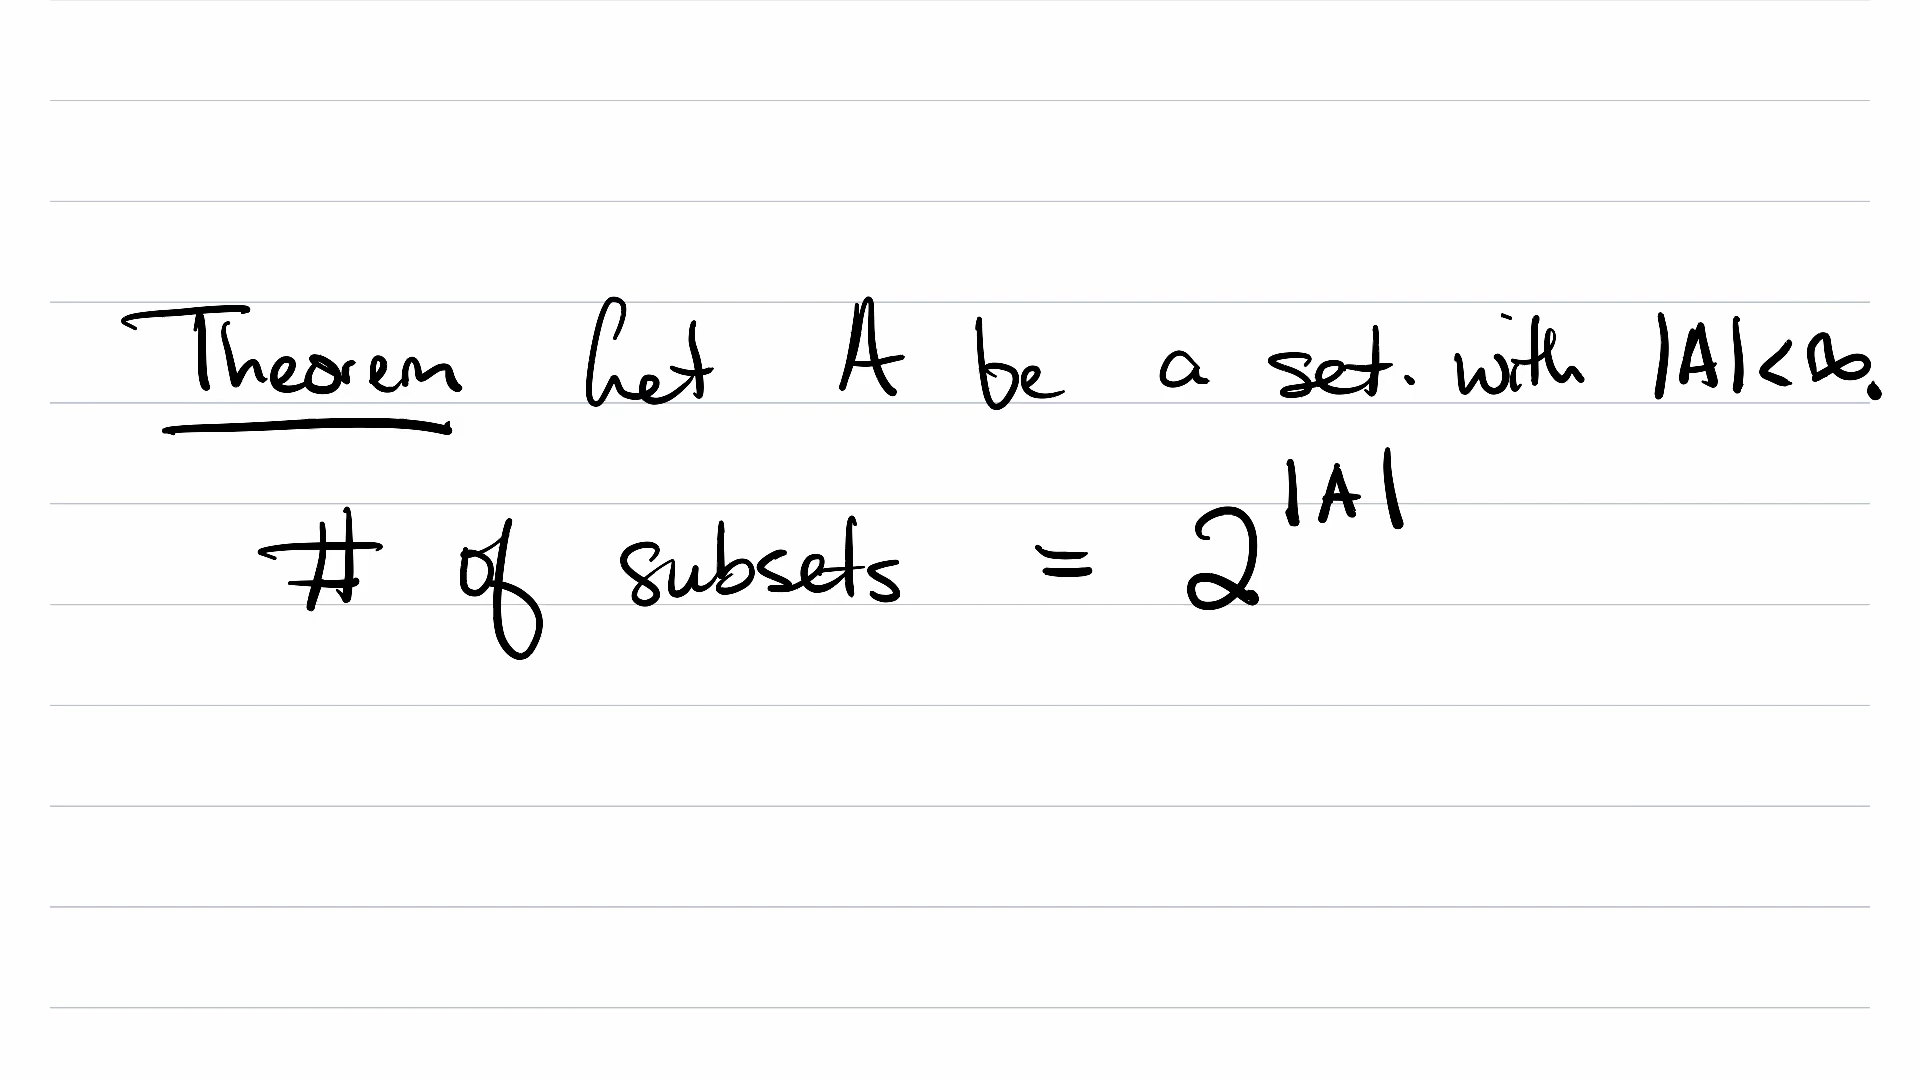 Theorem Let A be a set. with |A|<∞.
# of subsets = 2^|A|